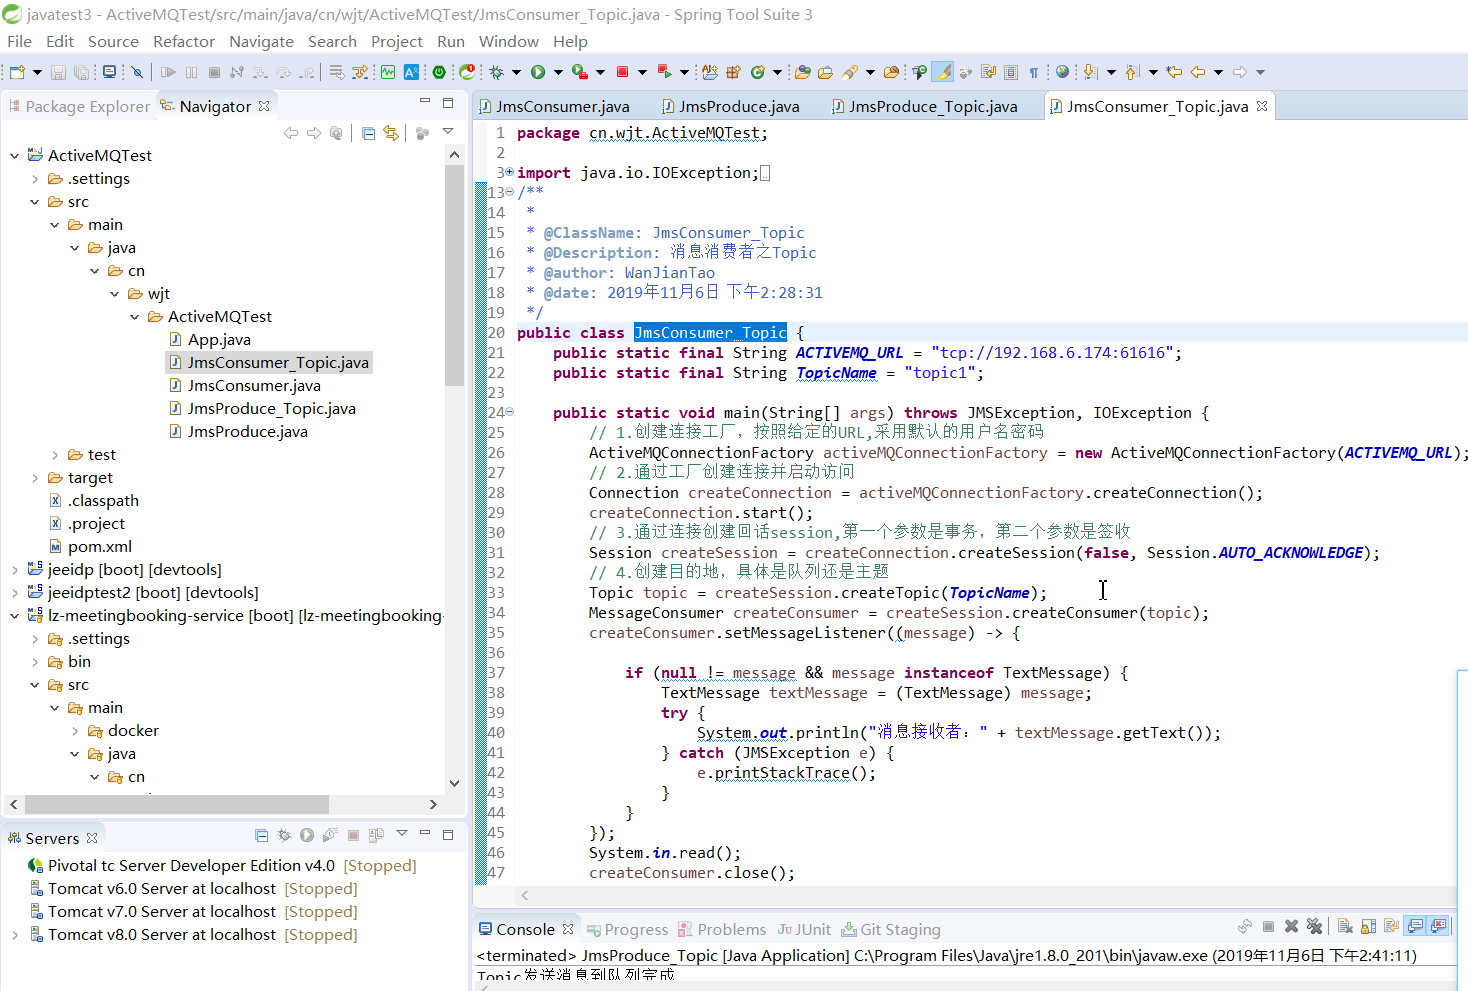 javatest3 - ActiveMQTest/src/main/java/cn/wjt/ActiveMQTest/JmsConsumer_Topic.java - Spring Tool Suite 3
File Edit Source Refactor Navigate Search Project Run Window Help
Package Explorer Navigator
JmsConsumer.java JmsProduce.java JmsProduce_Topic.java JmsConsumer_Topic.java
ActiveMQTest
.settings
src
main
java
cn
wjt
ActiveMQTest
App.java
JmsConsumer_Topic.java
JmsConsumer.java
JmsProduce_Topic.java
JmsProduce.java
test
target
.classpath
.project
pom.xml
jeeidp [boot] [devtools]
jeeidptest2 [boot] [devtools]
lz-meetingbooking-service [boot] [lz-meetingbooking-
.settings
bin
src
main
docker
java
cn
1 package cn.wjt.ActiveMQTest;
2
3 import java.io.IOException;
13 /**
14 *
15 * @ClassName: JmsConsumer_Topic
16 * @Description: 消息消费者之Topic
17 * @author: WanJianTao
18 * @date: 2019年11月6日 下午2:28:31
19 */
20 public class JmsConsumer_Topic {
21 public static final String ACTIVEMQ_URL = "tcp://192.168.6.174:61616";
22 public static final String TopicName = "topic1";
23
24 public static void main(String[] args) throws JMSException, IOException {
25 // 1.创建连接工厂，按照给定的URL,采用默认的用户名密码
26 ActiveMQConnectionFactory activeMQConnectionFactory = new ActiveMQConnectionFactory(ACTIVEMQ_URL);
27 // 2.通过工厂创建连接并启动访问
28 Connection createConnection = activeMQConnectionFactory.createConnection();
29 createConnection.start();
30 // 3.通过连接创建回话session,第一个参数是事务，第二个参数是签收
31 Session createSession = createConnection.createSession(false, Session.AUTO_ACKNOWLEDGE);
32 // 4.创建目的地，具体是队列还是主题
33 Topic topic = createSession.createTopic(TopicName);
34 MessageConsumer createConsumer = createSession.createConsumer(topic);
35 createConsumer.setMessageListener((message) -> {
36
37 if (null != message && message instanceof TextMessage) {
38 TextMessage textMessage = (TextMessage) message;
39 try {
40 System.out.println("消息接收者：" + textMessage.getText());
41 } catch (JMSException e) {
42 e.printStackTrace();
43 }
44 }
45 });
46 System.in.read();
47 createConsumer.close();
Servers
Pivotal tc Server Developer Edition v4.0 [Stopped]
Tomcat v6.0 Server at localhost [Stopped]
Tomcat v7.0 Server at localhost [Stopped]
Tomcat v8.0 Server at localhost [Stopped]
Console Progress Problems JUnit Git Staging
<terminated> JmsProduce_Topic [Java Application] C:\Program Files\Java\jre1.8.0_201\bin\javaw.exe (2019年11月6日 下午2:41:11)
Topic发送消息到队列完成